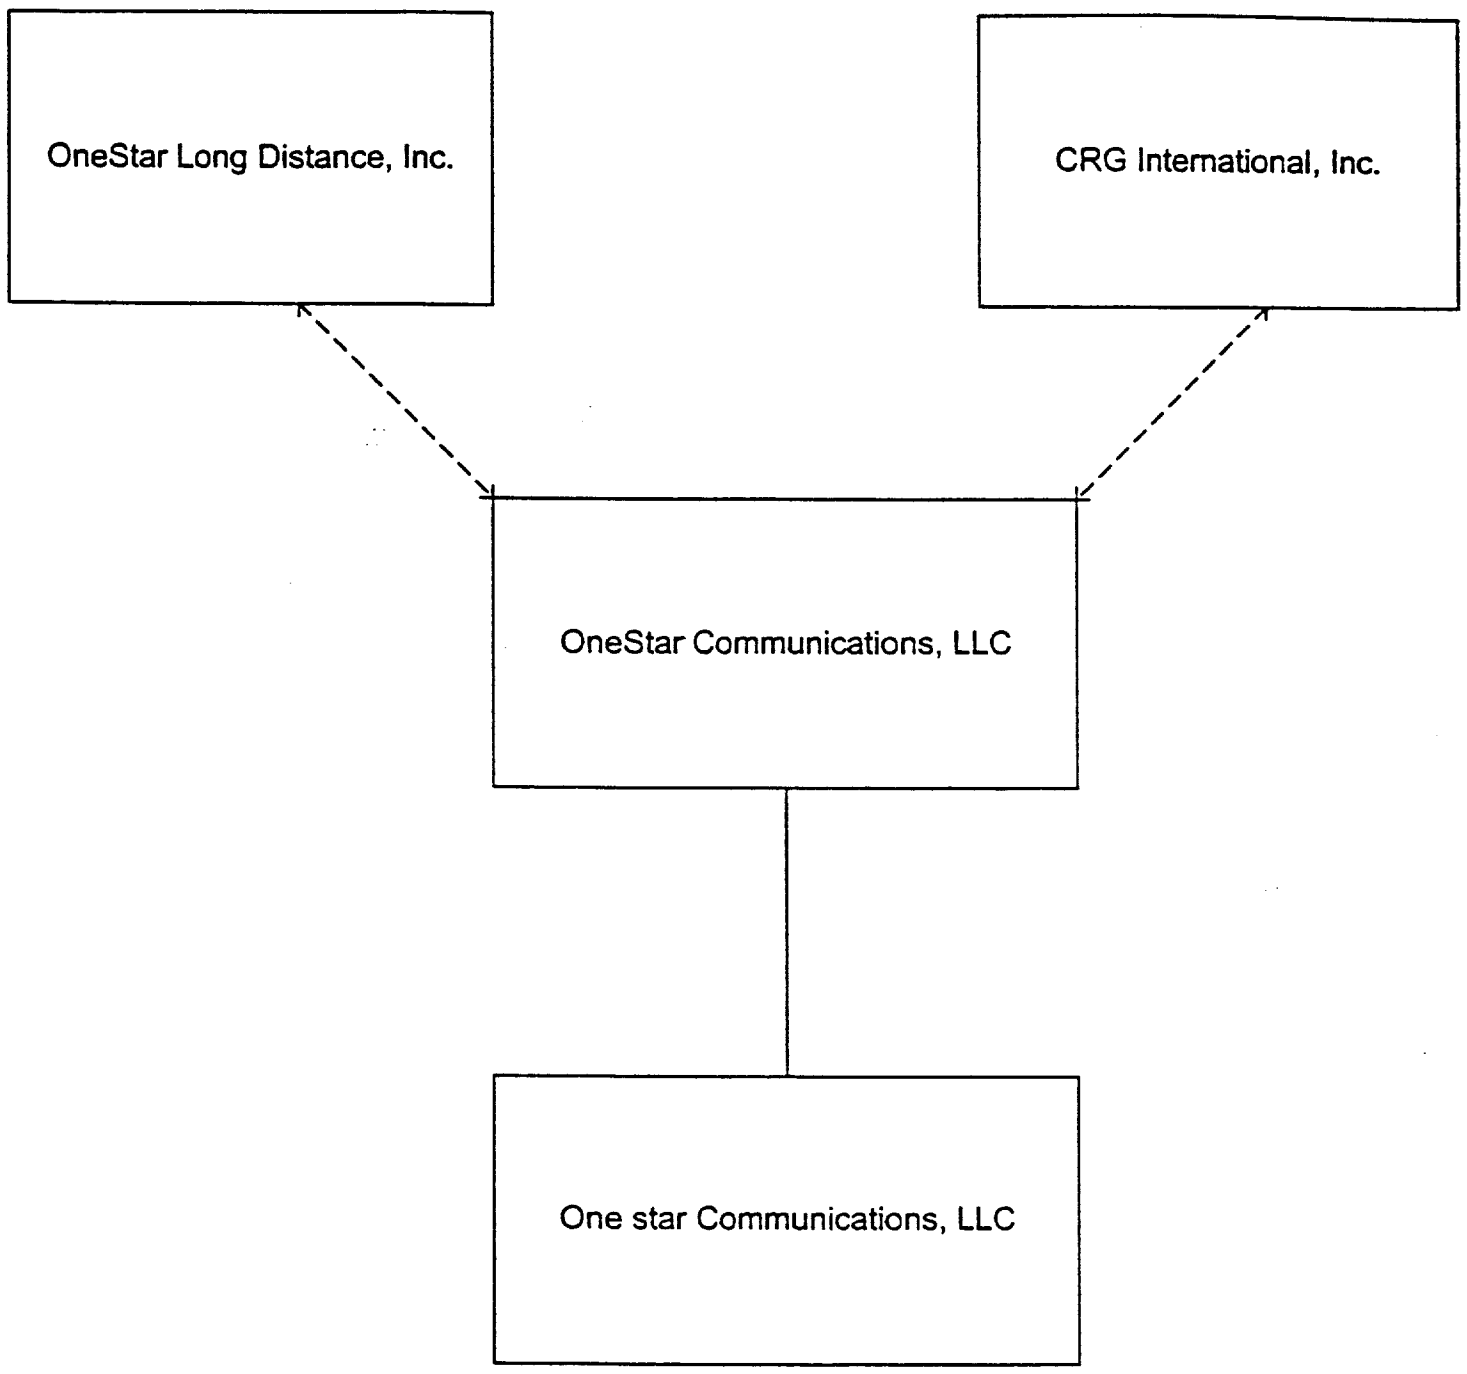 OneStar Long Distance, Inc.
CRG International, Inc.
OneStar Communications, LLC
One star Communications, LLC